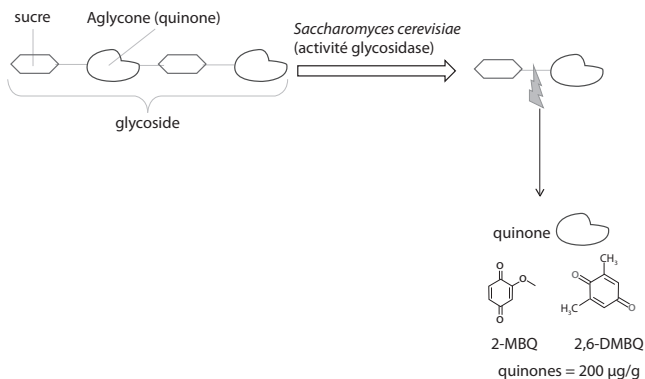 sucre
Aglycone (quinone)
Saccharomyces cerevisiae
(activité glycosidase)
glycoside
quinone
O
O
O
CH₃
O
H₃C
O
2-MBQ
2,6-DMBQ
quinones = 200 µg/g